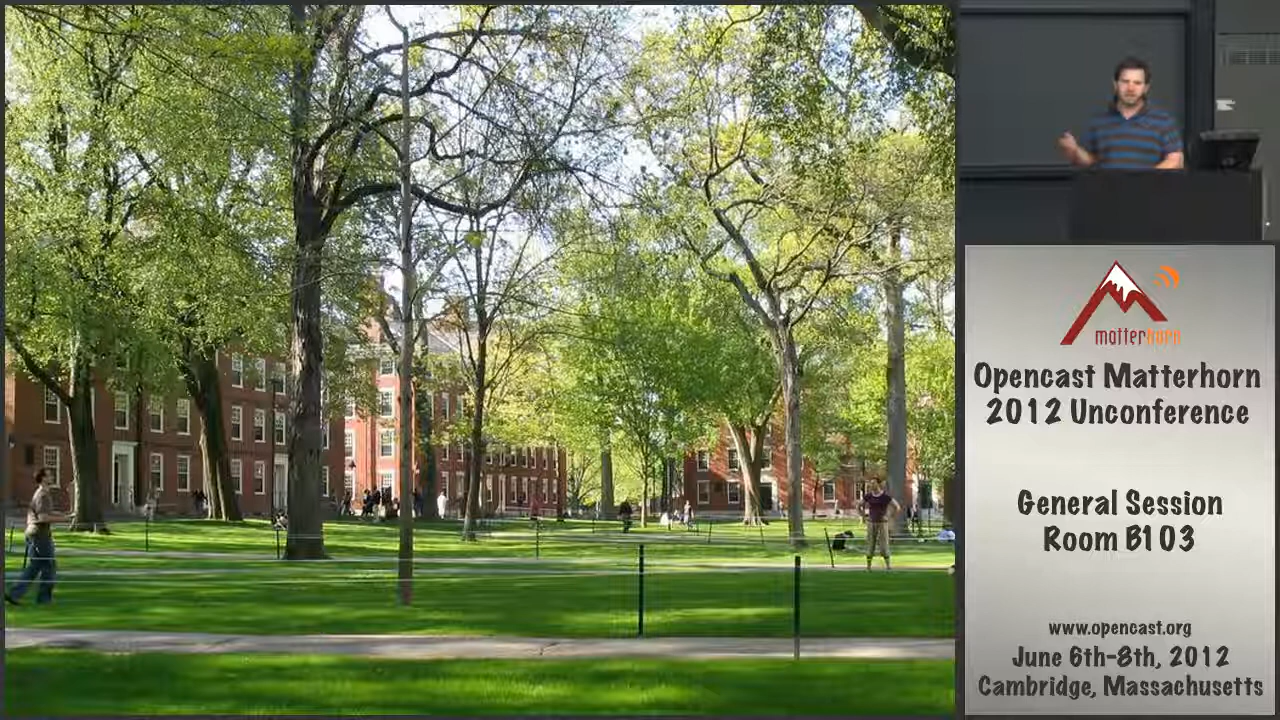 matterhorn
Opencast Matterhorn
2012 Unconference
General Session
Room B103
www.opencast.org
June 6th-8th, 2012
Cambridge, Massachusetts